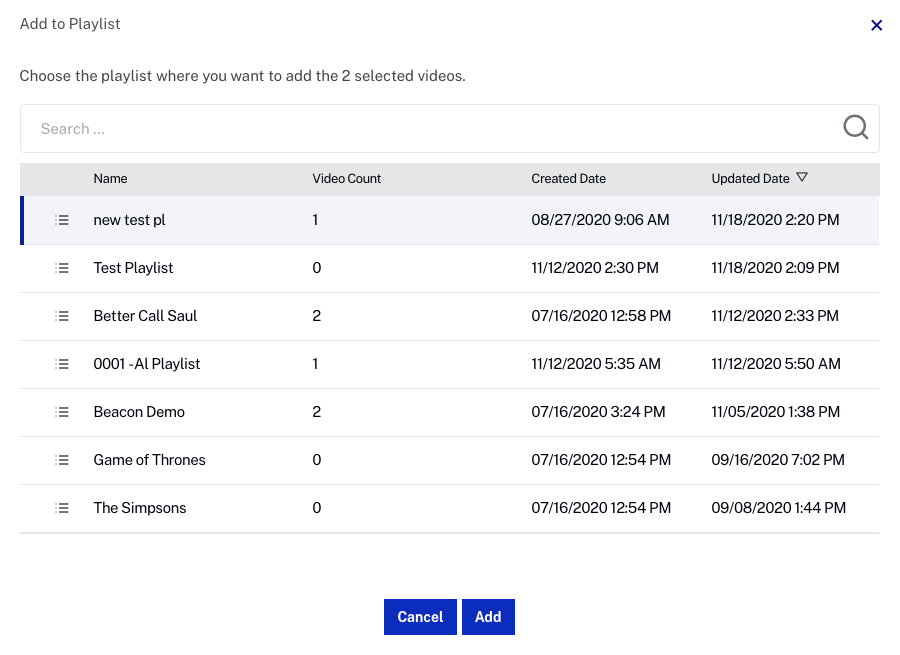 Add to Playlist
Choose the playlist where you want to add the 2 selected videos.
Search ...
Name Video Count Created Date Updated Date
new test pl 1 08/27/2020 9:06 AM 11/18/2020 2:20 PM
Test Playlist 0 11/12/2020 2:30 PM 11/18/2020 2:09 PM
Better Call Saul 2 07/16/2020 12:58 PM 11/12/2020 2:33 PM
0001 -Al Playlist 1 11/12/2020 5:35 AM 11/12/2020 5:50 AM
Beacon Demo 2 07/16/2020 3:24 PM 11/05/2020 1:38 PM
Game of Thrones 0 07/16/2020 12:54 PM 09/16/2020 7:02 PM
The Simpsons 0 07/16/2020 12:54 PM 09/08/2020 1:44 PM
Cancel Add